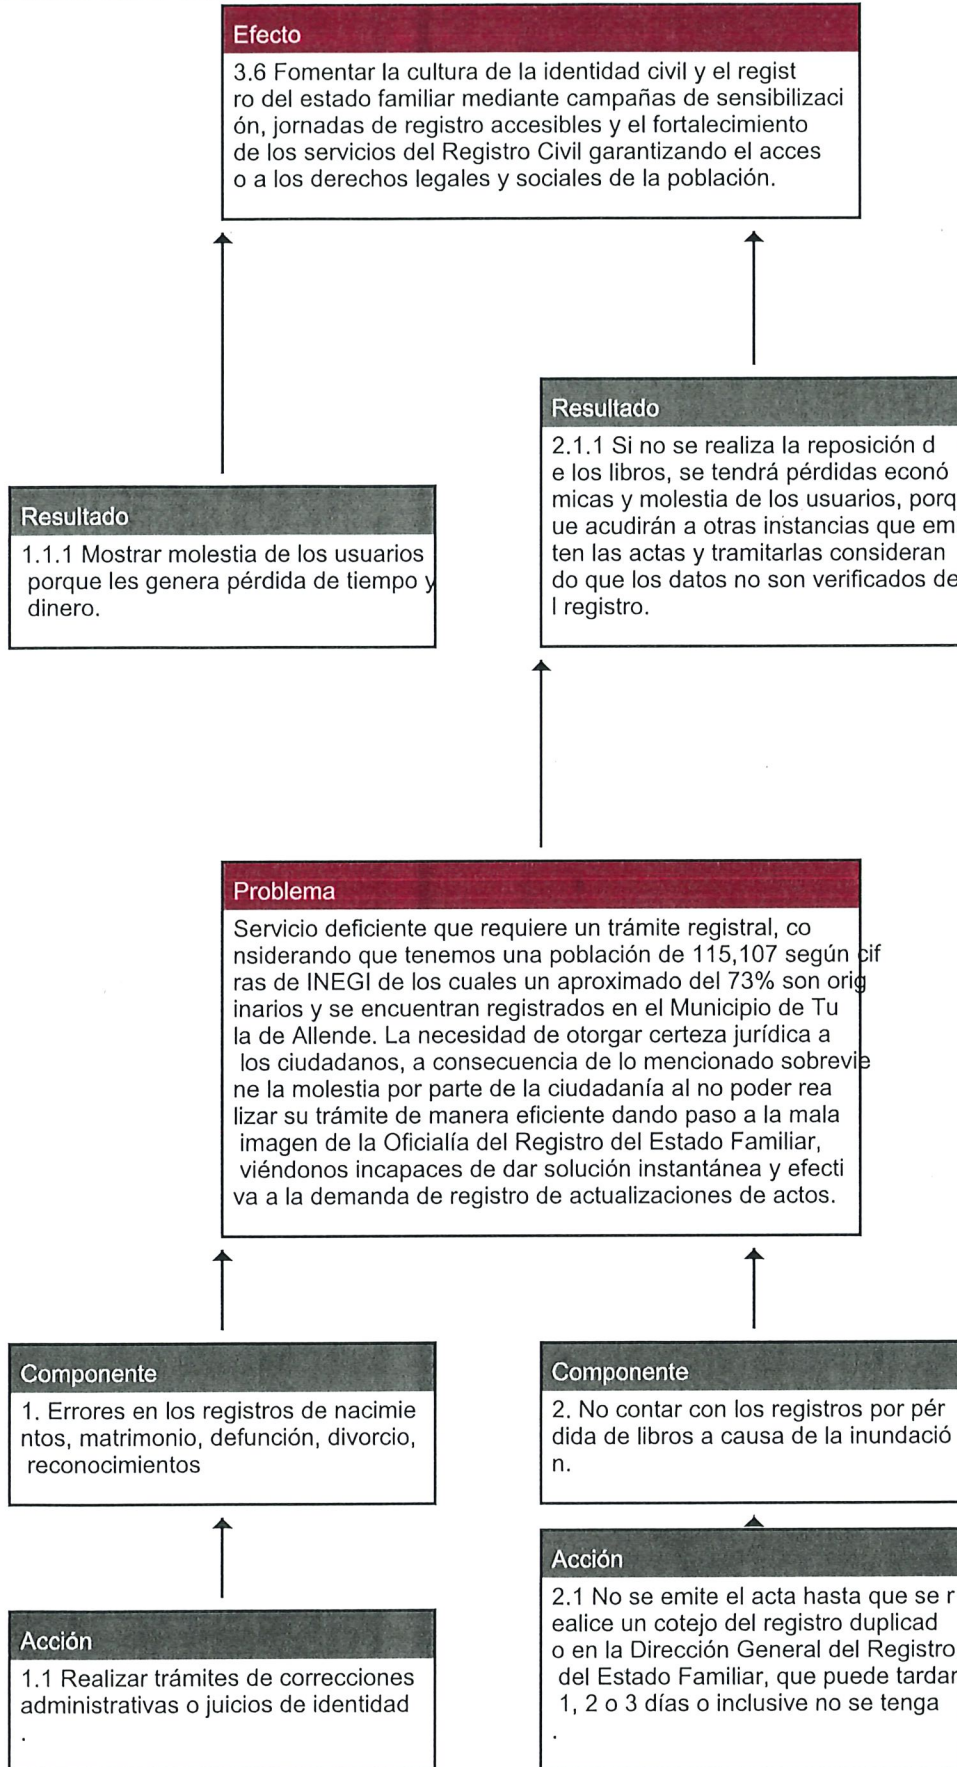 Efecto
3.6 Fomentar la cultura de la identidad civil y el regist
ro del estado familiar mediante campañas de sensibilizaci
ón, jornadas de registro accesibles y el fortalecimiento
de los servicios del Registro Civil garantizando el acces
o a los derechos legales y sociales de la población.
Resultado
1.1.1 Mostrar molestia de los usuarios
porque les genera pérdida de tiempo y
dinero.
Resultado
2.1.1 Si no se realiza la reposición d
e los libros, se tendrá pérdidas econó
micas y molestia de los usuarios, porq
ue acudirán a otras instancias que em
ten las actas y tramitarlas consideran
do que los datos no son verificados de
l registro.
Problema
Servicio deficiente que requiere un trámite registral, co
nsiderando que tenemos una población de 115,107 según cif
ras de INEGI de los cuales un aproximado del 73% son orig
inarios y se encuentran registrados en el Municipio de Tu
la de Allende. La necesidad de otorgar certeza jurídica a
los ciudadanos, a consecuencia de lo mencionado sobrevie
ne la molestia por parte de la ciudadanía al no poder rea
lizar su trámite de manera eficiente dando paso a la mala
imagen de la Oficialía del Registro del Estado Familiar,
viéndonos incapaces de dar solución instantánea y efecti
va a la demanda de registro de actualizaciones de actos.
Componente
1. Errores en los registros de nacimie
ntos, matrimonio, defunción, divorcio,
reconocimientos
Componente
2. No contar con los registros por pér
dida de libros a causa de la inundació
n.
Acción
1.1 Realizar trámites de correcciones
administrativas o juicios de identidad
.
Acción
2.1 No se emite el acta hasta que se r
ealice un cotejo del registro duplicad
o en la Dirección General del Registro
del Estado Familiar, que puede tardar
1, 2 o 3 días o inclusive no se tenga
.